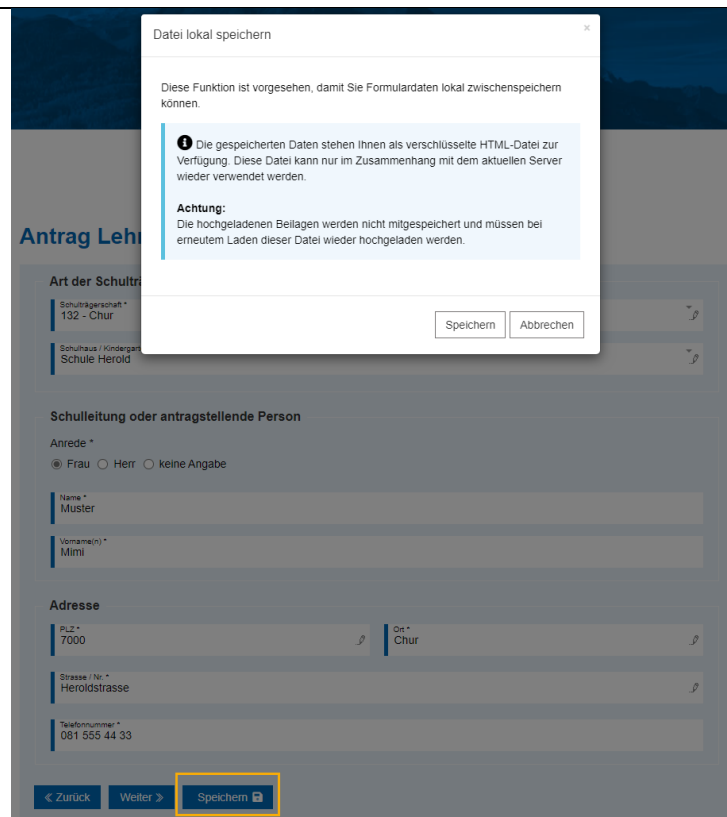 Datei lokal speichern
×
Diese Funktion ist vorgesehen, damit Sie Formulardaten lokal zwischenspeichern
können.
Die gespeicherten Daten stehen Ihnen als verschlüsselte HTML-Datei zur
Verfügung. Diese Datei kann nur im Zusammenhang mit dem aktuellen Server
wieder verwendet werden.
Achtung:
Die hochgeladenen Beilagen werden nicht mitgespeichert und müssen bei
erneutem Laden dieser Datei wieder hochgeladen werden.
Speichern Abbrechen
Antrag Leh
Art der Schultr
Schulträgerschaft *
132 - Chur
Schulhaus / Kindergart
Schule Herold
Schulleitung oder antragstellende Person
Anrede *
Frau Herr keine Angabe
Name *
Muster
Vorname(n) *
Mimi
Adresse
PLZ * Ort *
7000 Chur
Strasse / Nr. *
Heroldstrasse
Telefonnummer *
081 555 44 33
« Zurück Weiter » Speichern